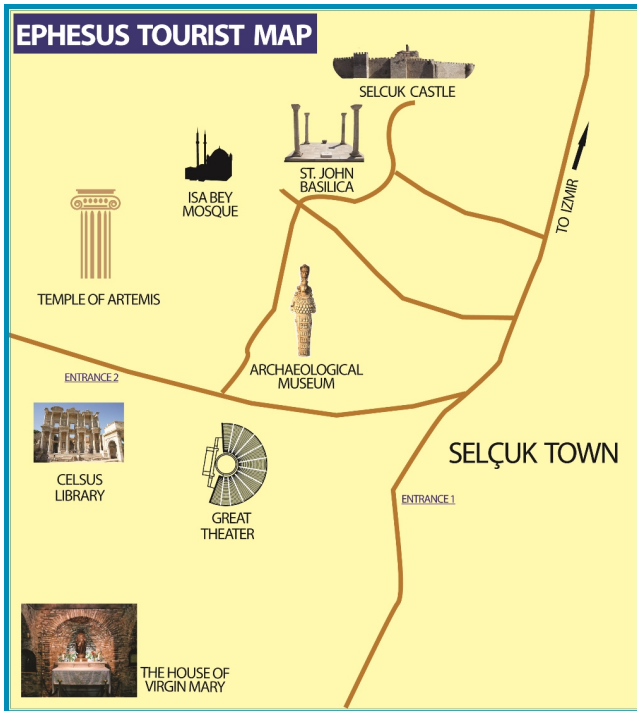 EPHESUS TOURIST MAP
SELCUK CASTLE
ST. JOHN
BASILICA
ISA BEY
MOSQUE
TO IZMIR
TEMPLE OF ARTEMIS
ARCHAEOLOGICAL
MUSEUM
ENTRANCE 2
SELÇUK TOWN
CELSUS
LIBRARY
ENTRANCE 1
GREAT
THEATER
THE HOUSE OF
VIRGIN MARY